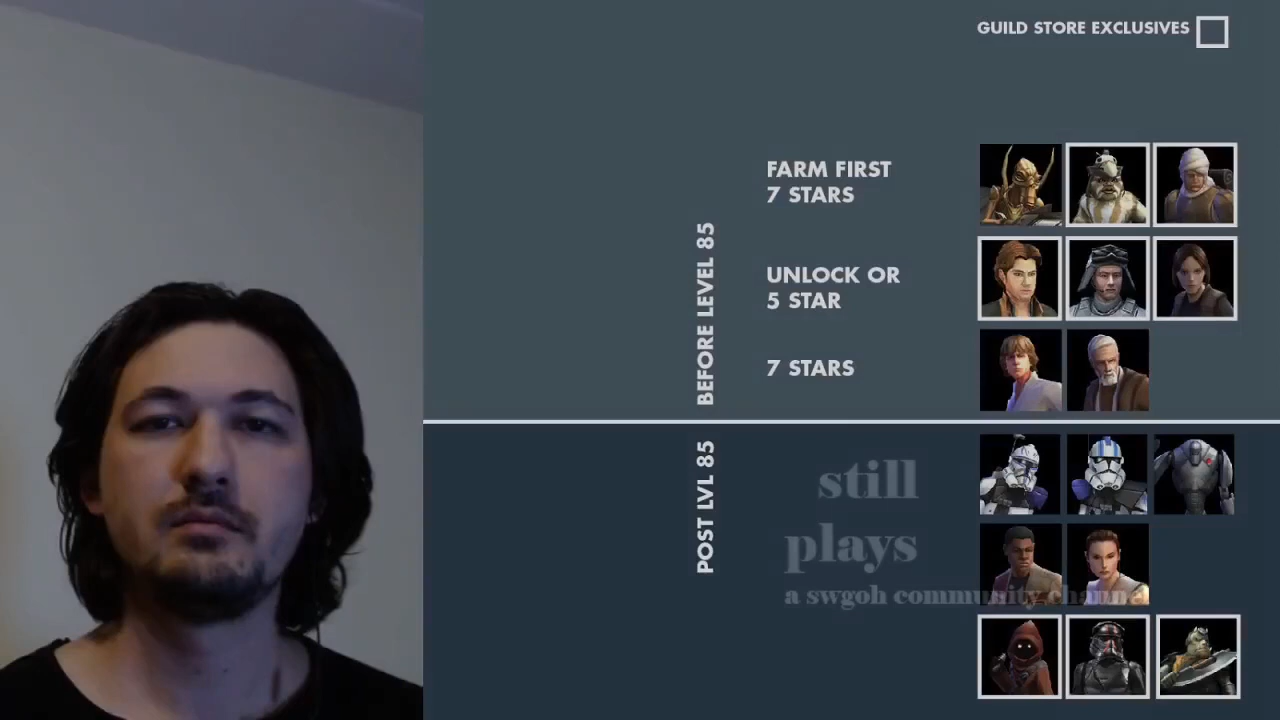 GUILD STORE EXCLUSIVES
FARM FIRST
7 STARS
BEFORE LEVEL 85
UNLOCK OR
5 STAR
7 STARS
POST LVL 85
still
plays
a swgoh community channel